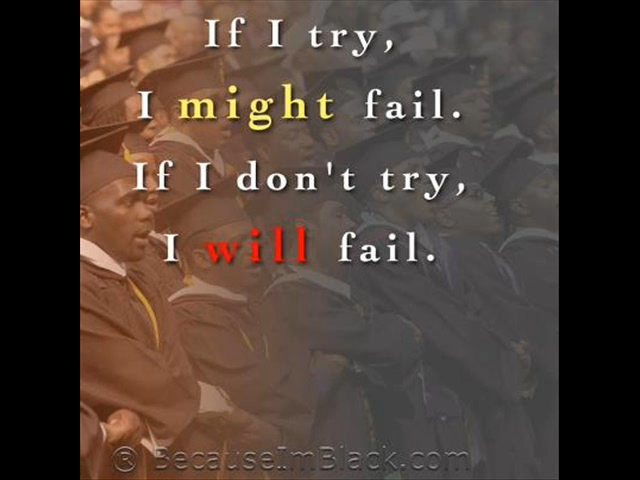 If I try,
I might fail.
If I don't try,
I will fail.
® BecauseImBlack.com